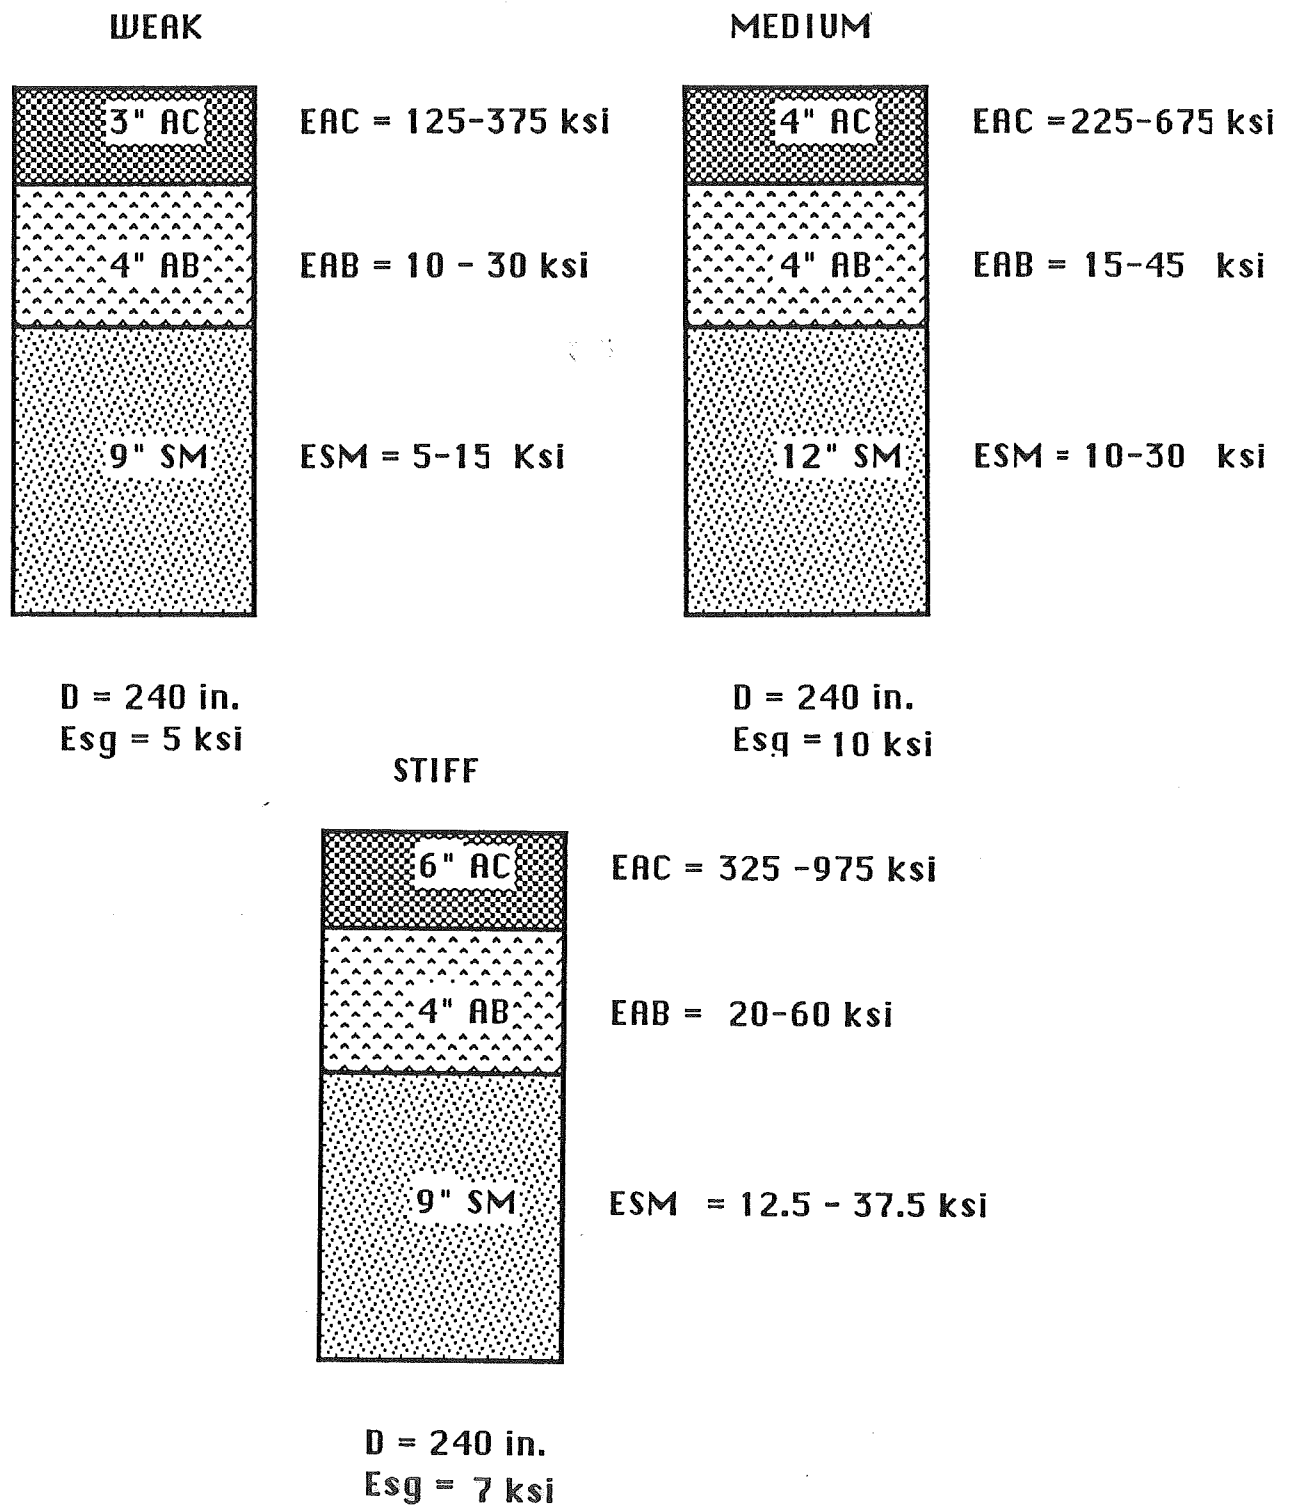 WEAK
3" AC
EAC = 125-375 ksi
4" AB
EAB = 10 - 30 ksi
9" SM
ESM = 5-15 Ksi
D = 240 in.
Esg = 5 ksi
MEDIUM
4" AC
EAC =225-675 ksi
4" AB
EAB = 15-45 ksi
12" SM
ESM = 10-30 ksi
D = 240 in.
Esg = 10 ksi
STIFF
6" AC
EAC = 325 -975 ksi
4" AB
EAB = 20-60 ksi
9" SM
ESM = 12.5 - 37.5 ksi
D = 240 in.
Esg = 7 ksi